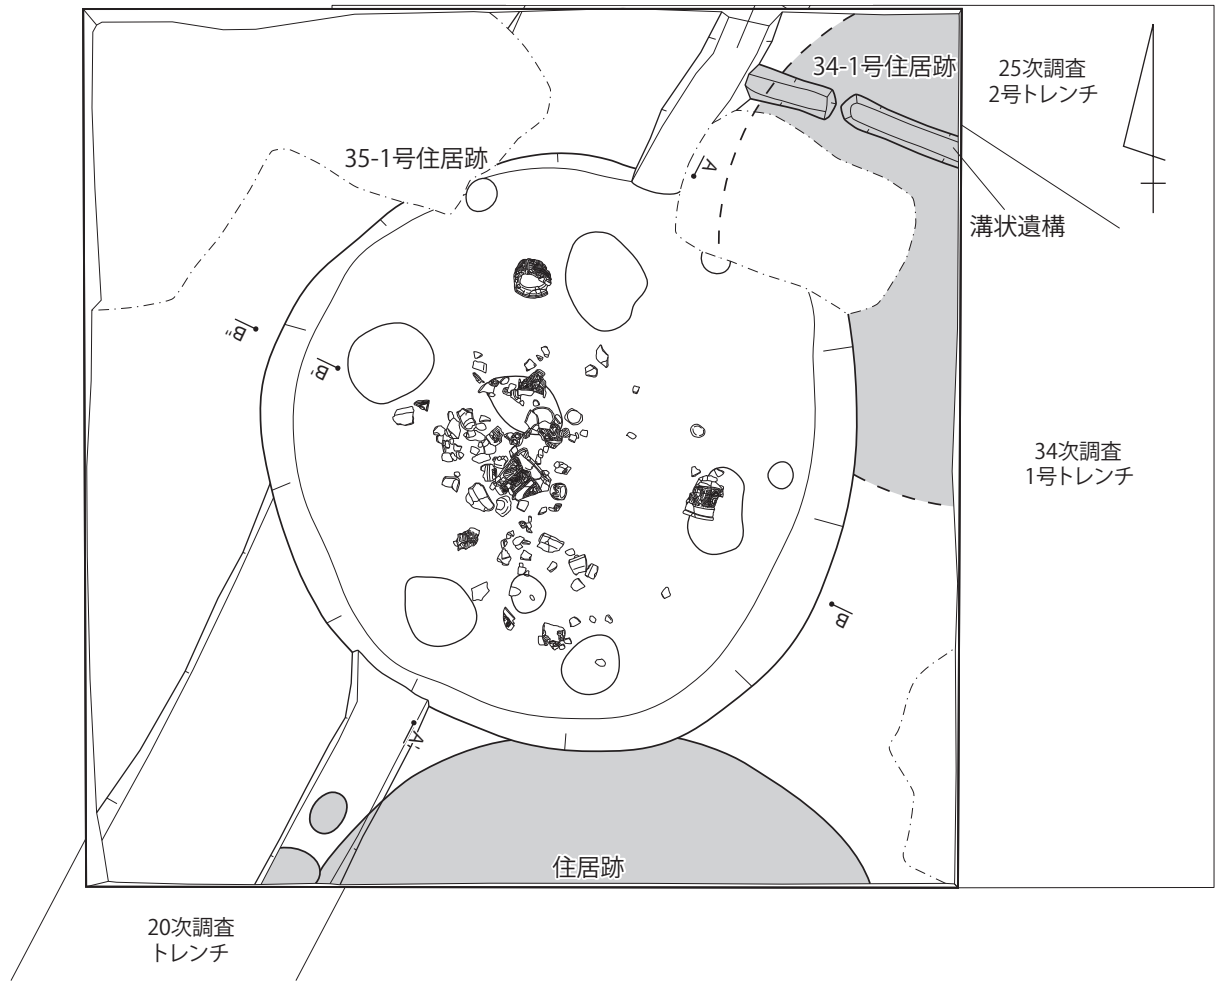 34-1号住居跡
25次調査
2号トレンチ
35-1号住居跡
A
溝状遺構
B''
B'
34次調査
1号トレンチ
B
A'
住居跡
20次調査
トレンチ